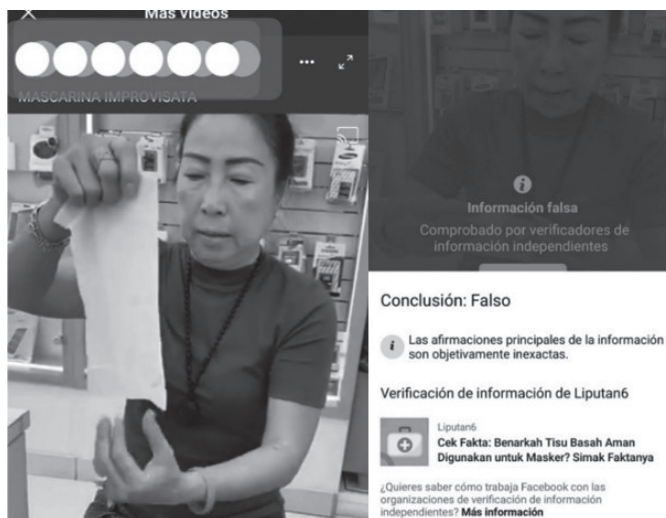 Más vídeos
MASCARINA IMPROVISATA
Información falsa
Comprobado por verificadores de
información independientes
Conclusión: Falso
Las afirmaciones principales de la información
son objetivamente inexactas.
Verificación de información de Liputan6
Liputan6
Cek Fakta: Benarkah Tisu Basah Aman
Digunakan untuk Masker? Simak Faktanya
¿Quieres saber cómo trabaja Facebook con las
organizaciones de verificación de información
independientes? Más información